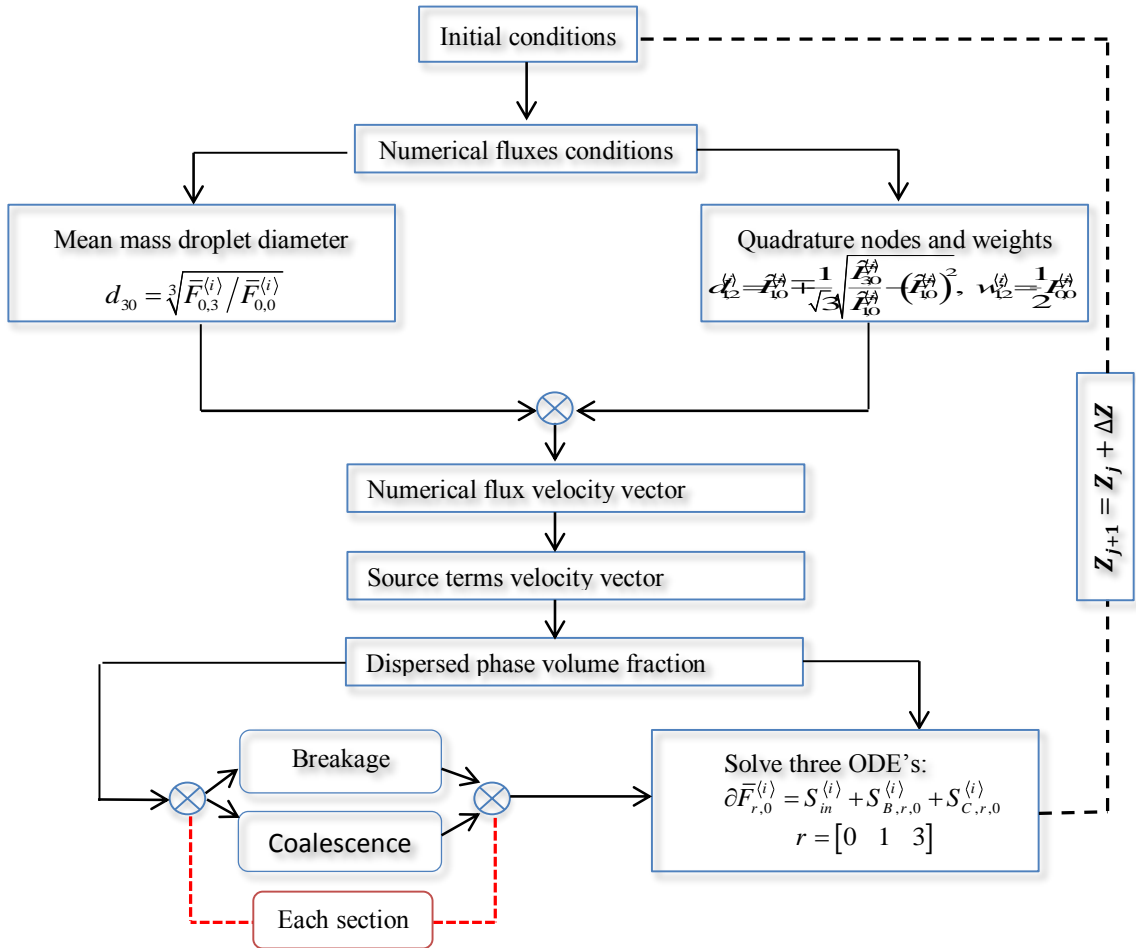 Initial conditions
Numerical fluxes conditions
Mean mass droplet diameter
d₃₀ = ∛(F̅₀,₃⟨i⟩ / F̅₀,₀⟨i⟩)
Quadrature nodes and weights
Numerical flux velocity vector
Source terms velocity vector
Dispersed phase volume fraction
Z_{j+1} = Z_j + ΔZ
Breakage
Coalescence
Each section
Solve three ODE's:
∂F̅_{r,0}^{⟨i⟩} = S_{in}^{⟨i⟩} + S_{B,r,0}^{⟨i⟩} + S_{C,r,0}^{⟨i⟩}
r = [0 1 3]